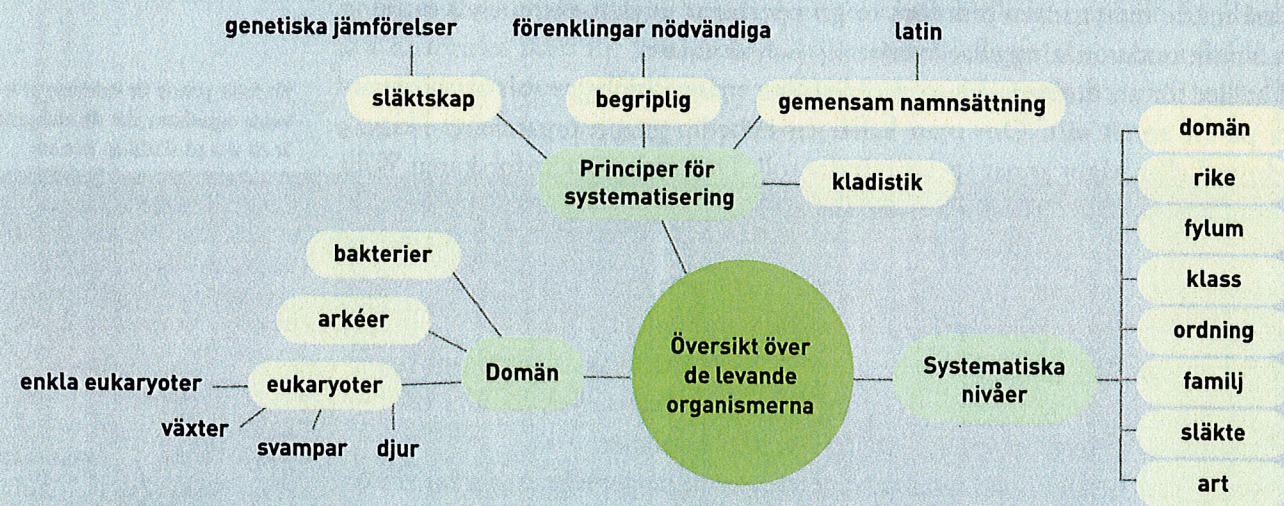 genetiska jämförelser
förenklingar nödvändiga
latin
släktskap
begriplig
gemensam namnsättning
Principer för
systematisering
kladistik
domän
rike
fylum
klass
ordning
familj
släkte
art
bakterier
arkéer
eukaryoter
enkla eukaryoter
växter
svampar
djur
Domän
Översikt över
de levande
organismerna
Systematiska
nivåer